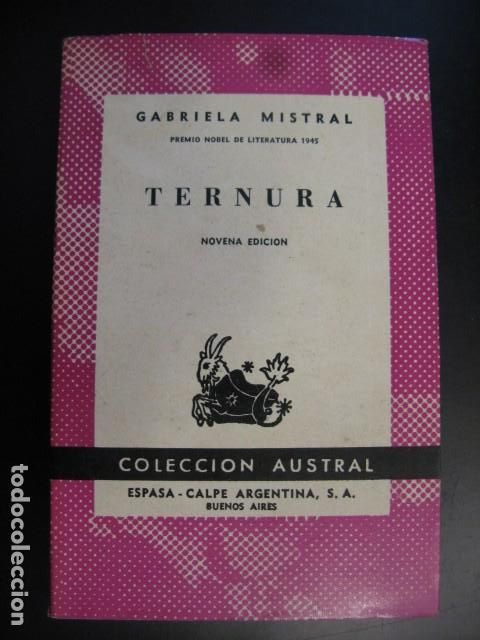 GABRIELA MISTRAL
PREMIO NOBEL DE LITERATURA 1945
TERNURA
NOVENA EDICION
COLECCION AUSTRAL
ESPASA - CALPE ARGENTINA, S. A.
BUENOS AIRES
todocoleccion